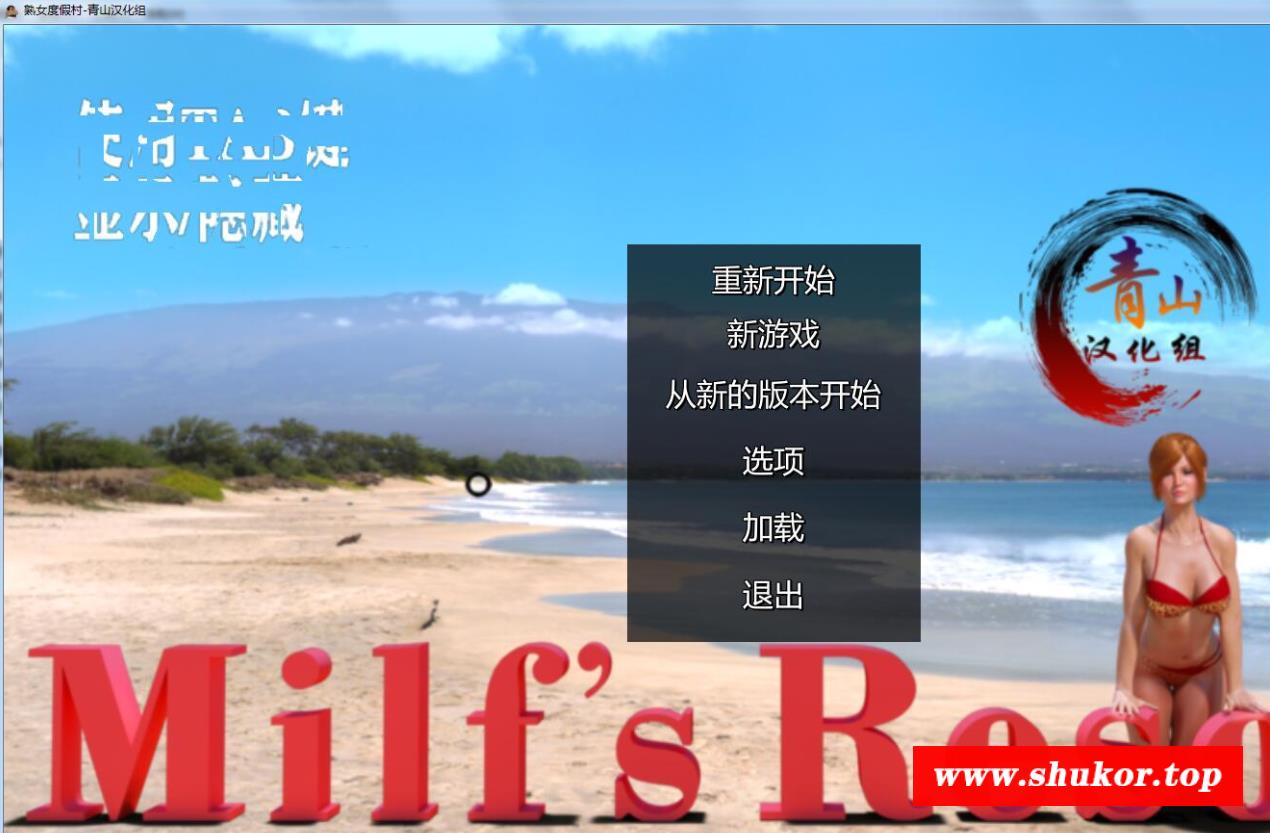 熟女度假村-青山汉化组
重新开始
新游戏
从新的版本开始
选项
加载
退出
青山
汉化组
Milf's Reso
www.shukor.top